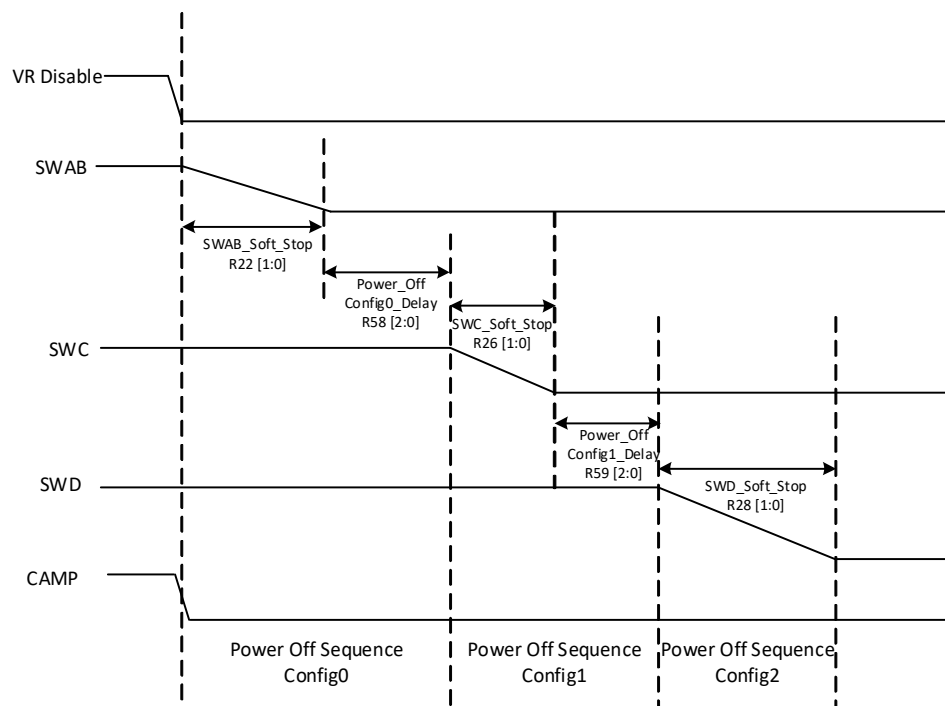 VR Disable
SWAB
SWAB_Soft_Stop
R22 [1:0]
Power_Off
Config0_Delay
R58 [2:0]
SWC_Soft_Stop
R26 [1:0]
SWC
Power_Off
Config1_Delay
R59 [2:0]
SWD
SWD_Soft_Stop
R28 [1:0]
CAMP
Power Off Sequence
Config0
Power Off Sequence
Config1
Power Off Sequence
Config2